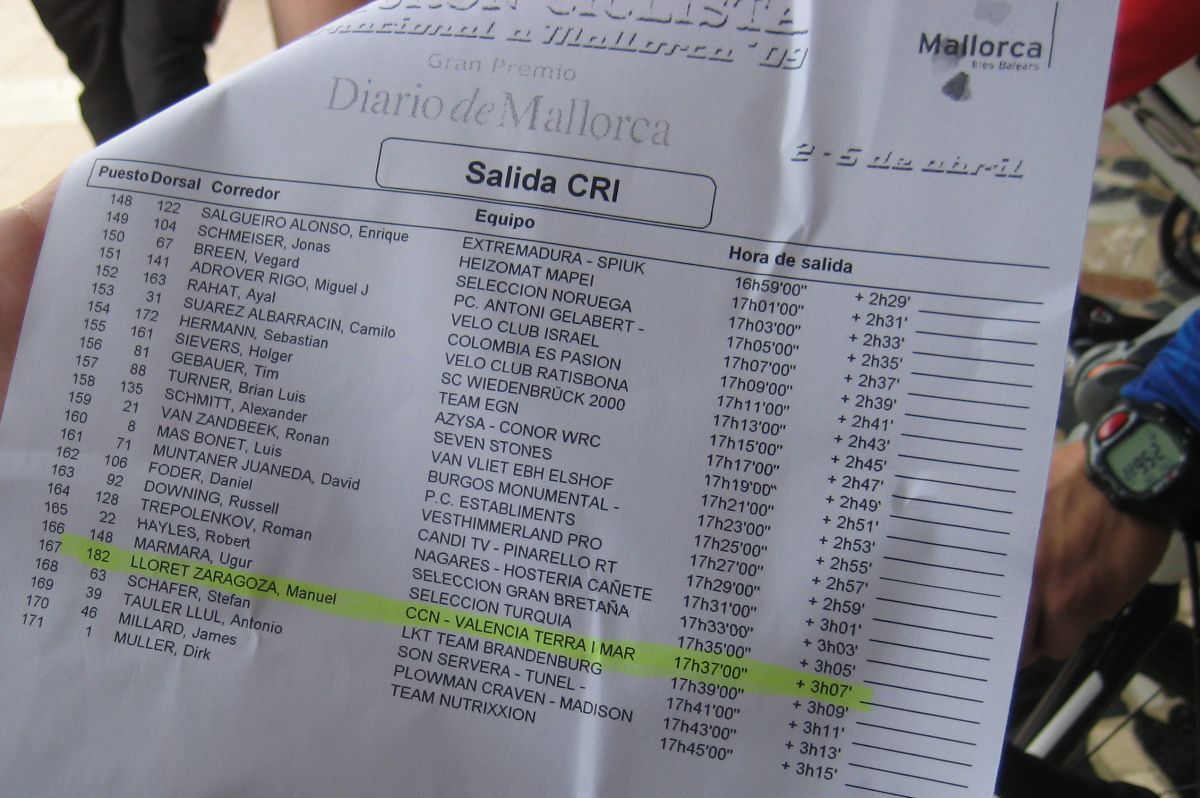 CICLISTA
nacional a Mallorca '09
Mallorca
Illes Balears
Gran Premio
Diario de Mallorca
2 - 5 de abril
Salida CRI
Puesto Dorsal Corredor Equipo Hora de salida
148 122 SALGUEIRO ALONSO, Enrique EXTREMADURA - SPIUK 16h59'00" + 2h29'
149 104 SCHMEISER, Jonas HEIZOMAT MAPEI 17h01'00" + 2h31'
150 67 BREEN, Vegard SELECCION NORUEGA 17h03'00" + 2h33'
151 141 ADROVER RIGO, Miguel J PC. ANTONI GELABERT - 17h05'00" + 2h35'
152 163 RAHAT, Ayal VELO CLUB ISRAEL 17h07'00" + 2h37'
153 31 SUAREZ ALBARRACIN, Camilo COLOMBIA ES PASION 17h09'00" + 2h39'
154 172 HERMANN, Sebastian VELO CLUB RATISBONA 17h11'00" + 2h41'
155 161 SIEVERS, Holger SC WIEDENBRÜCK 2000 17h13'00" + 2h43'
156 81 GEBAUER, Tim TEAM EGN 17h15'00" + 2h45'
157 88 TURNER, Brian Luis AZYSA - CONOR WRC 17h17'00" + 2h47'
158 135 SCHMITT, Alexander SEVEN STONES 17h19'00" + 2h49'
159 21 VAN ZANDBEEK, Ronan VAN VLIET EBH ELSHOF 17h21'00" + 2h51'
160 8 MAS BONET, Luis BURGOS MONUMENTAL - 17h23'00" + 2h53'
161 71 MUNTANER JUANEDA, David P.C. ESTABLIMENTS 17h25'00" + 2h55'
162 106 FODER, Daniel VESTHIMMERLAND PRO 17h27'00" + 2h57'
163 92 DOWNING, Russell CANDI TV - PINARELLO RT 17h29'00" + 2h59'
164 128 TREPOLENKOV, Roman NAGARES - HOSTERIA CAÑETE 17h31'00" + 3h01'
165 22 HAYLES, Robert SELECCION GRAN BRETAÑA 17h33'00" + 3h03'
166 148 MARMARA, Ugur SELECCION TURQUIA 17h35'00" + 3h05'
167 182 LLORET ZARAGOZA, Manuel CCN - VALENCIA TERRA I MAR 17h37'00" + 3h07'
168 63 SCHAFER, Stefan LKT TEAM BRANDENBURG 17h39'00" + 3h09'
169 39 TAULER LLUL, Antonio SON SERVERA - TUNEL - 17h41'00" + 3h11'
170 46 MILLARD, James PLOWMAN CRAVEN - MADISON 17h43'00" + 3h13'
171 1 MULLER, Dirk TEAM NUTRIXXION 17h45'00" + 3h15'